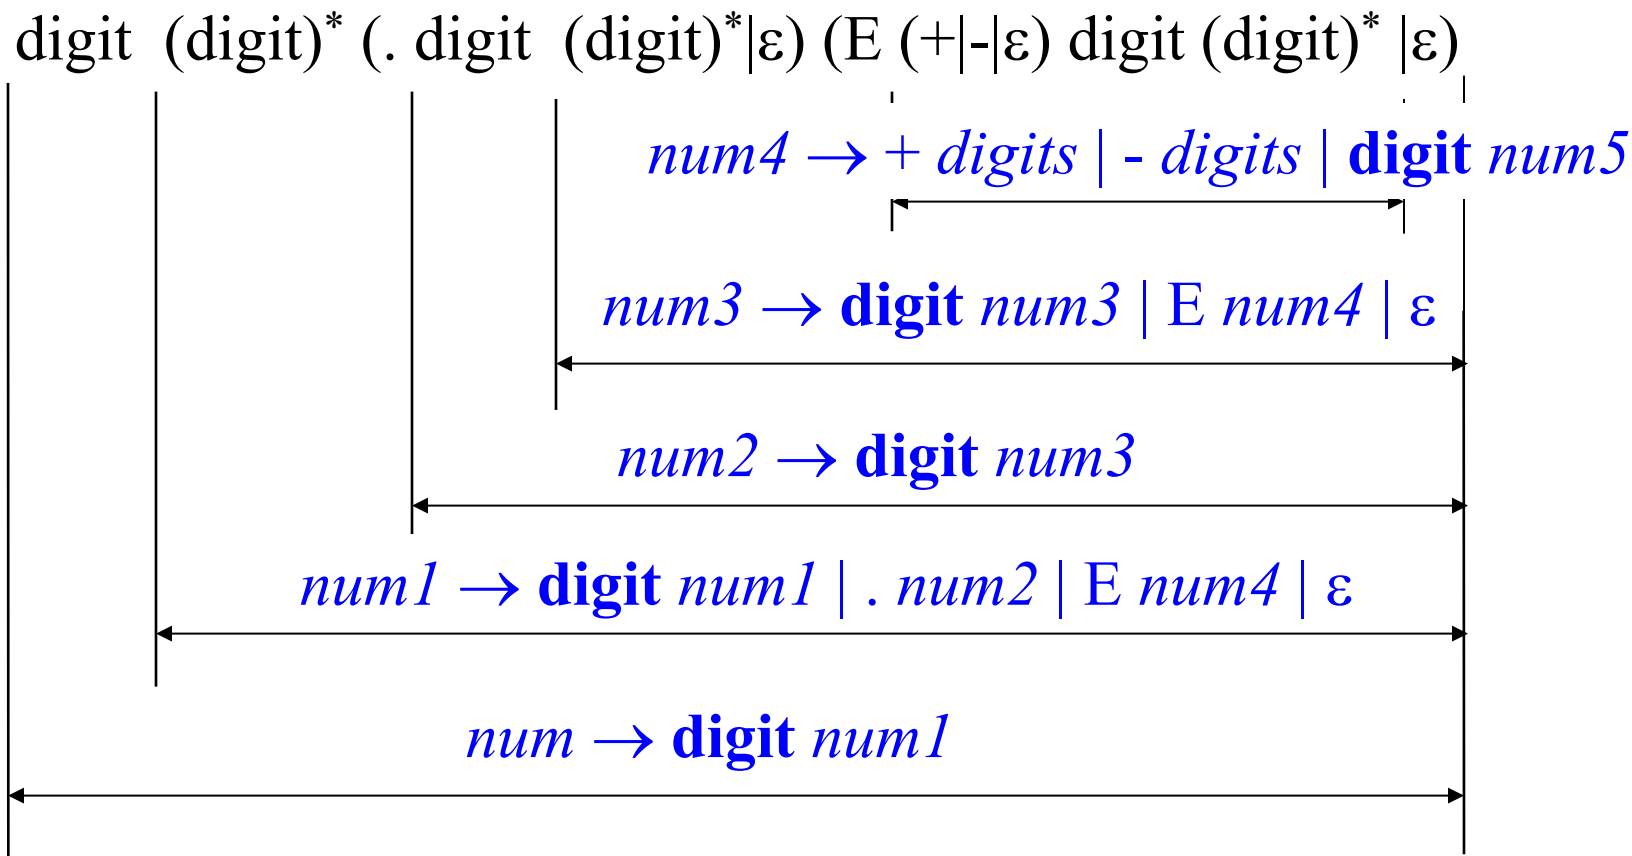 digit (digit)* (. digit (digit)*|ε) (E (+|-|ε) digit (digit)* |ε)
num4 → + digits | - digits | digit num5
num3 → digit num3 | E num4 | ε
num2 → digit num3
num1 → digit num1 | . num2 | E num4 | ε
num → digit num1